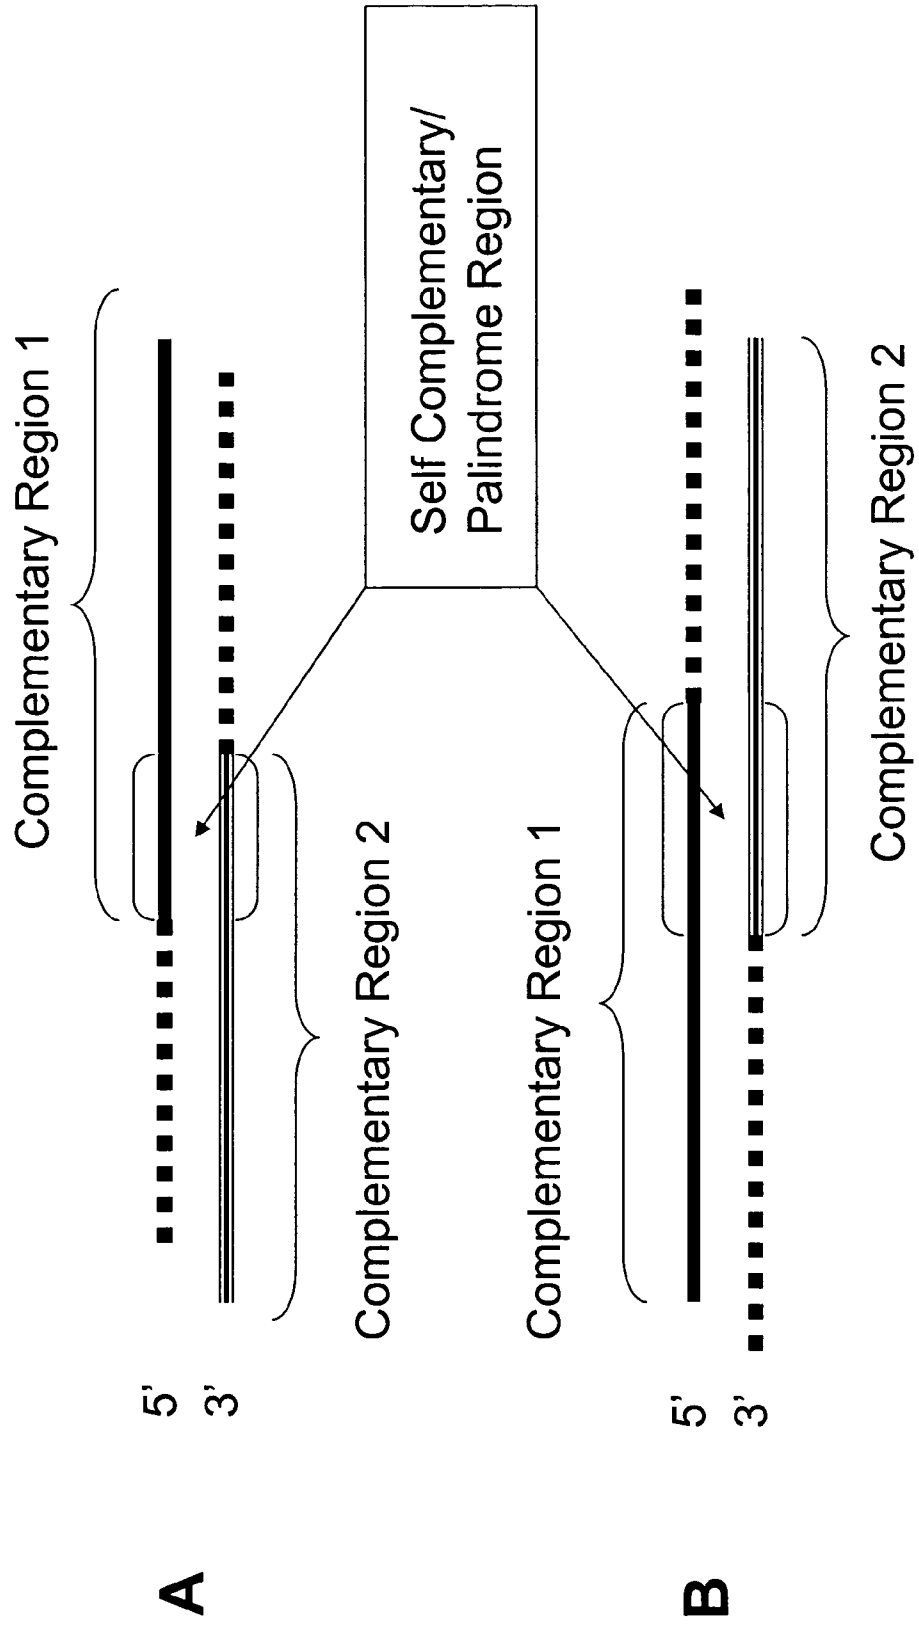 A
5'
3'
Complementary Region 1
Complementary Region 2
Self Complementary/
Palindrome Region
B
5'
3'
Complementary Region 1
Complementary Region 2